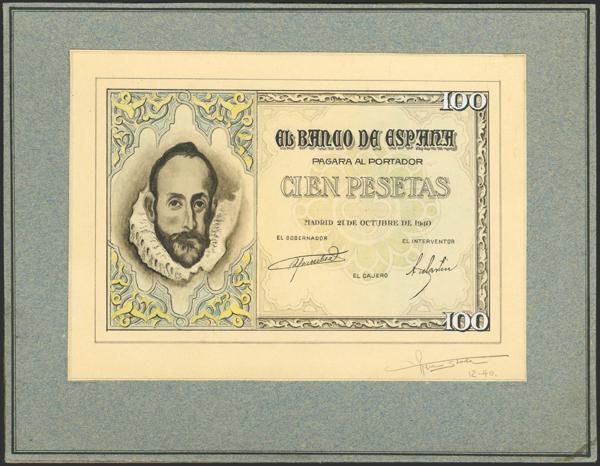 100
EL BANCO DE ESPAÑA
PAGARA AL PORTADOR
CIEN PESETAS
MADRID 21 DE OCTUBRE DE 1940
EL GOBERNADOR
EL INTERVENTOR
EL CAJERO
100
12-40.